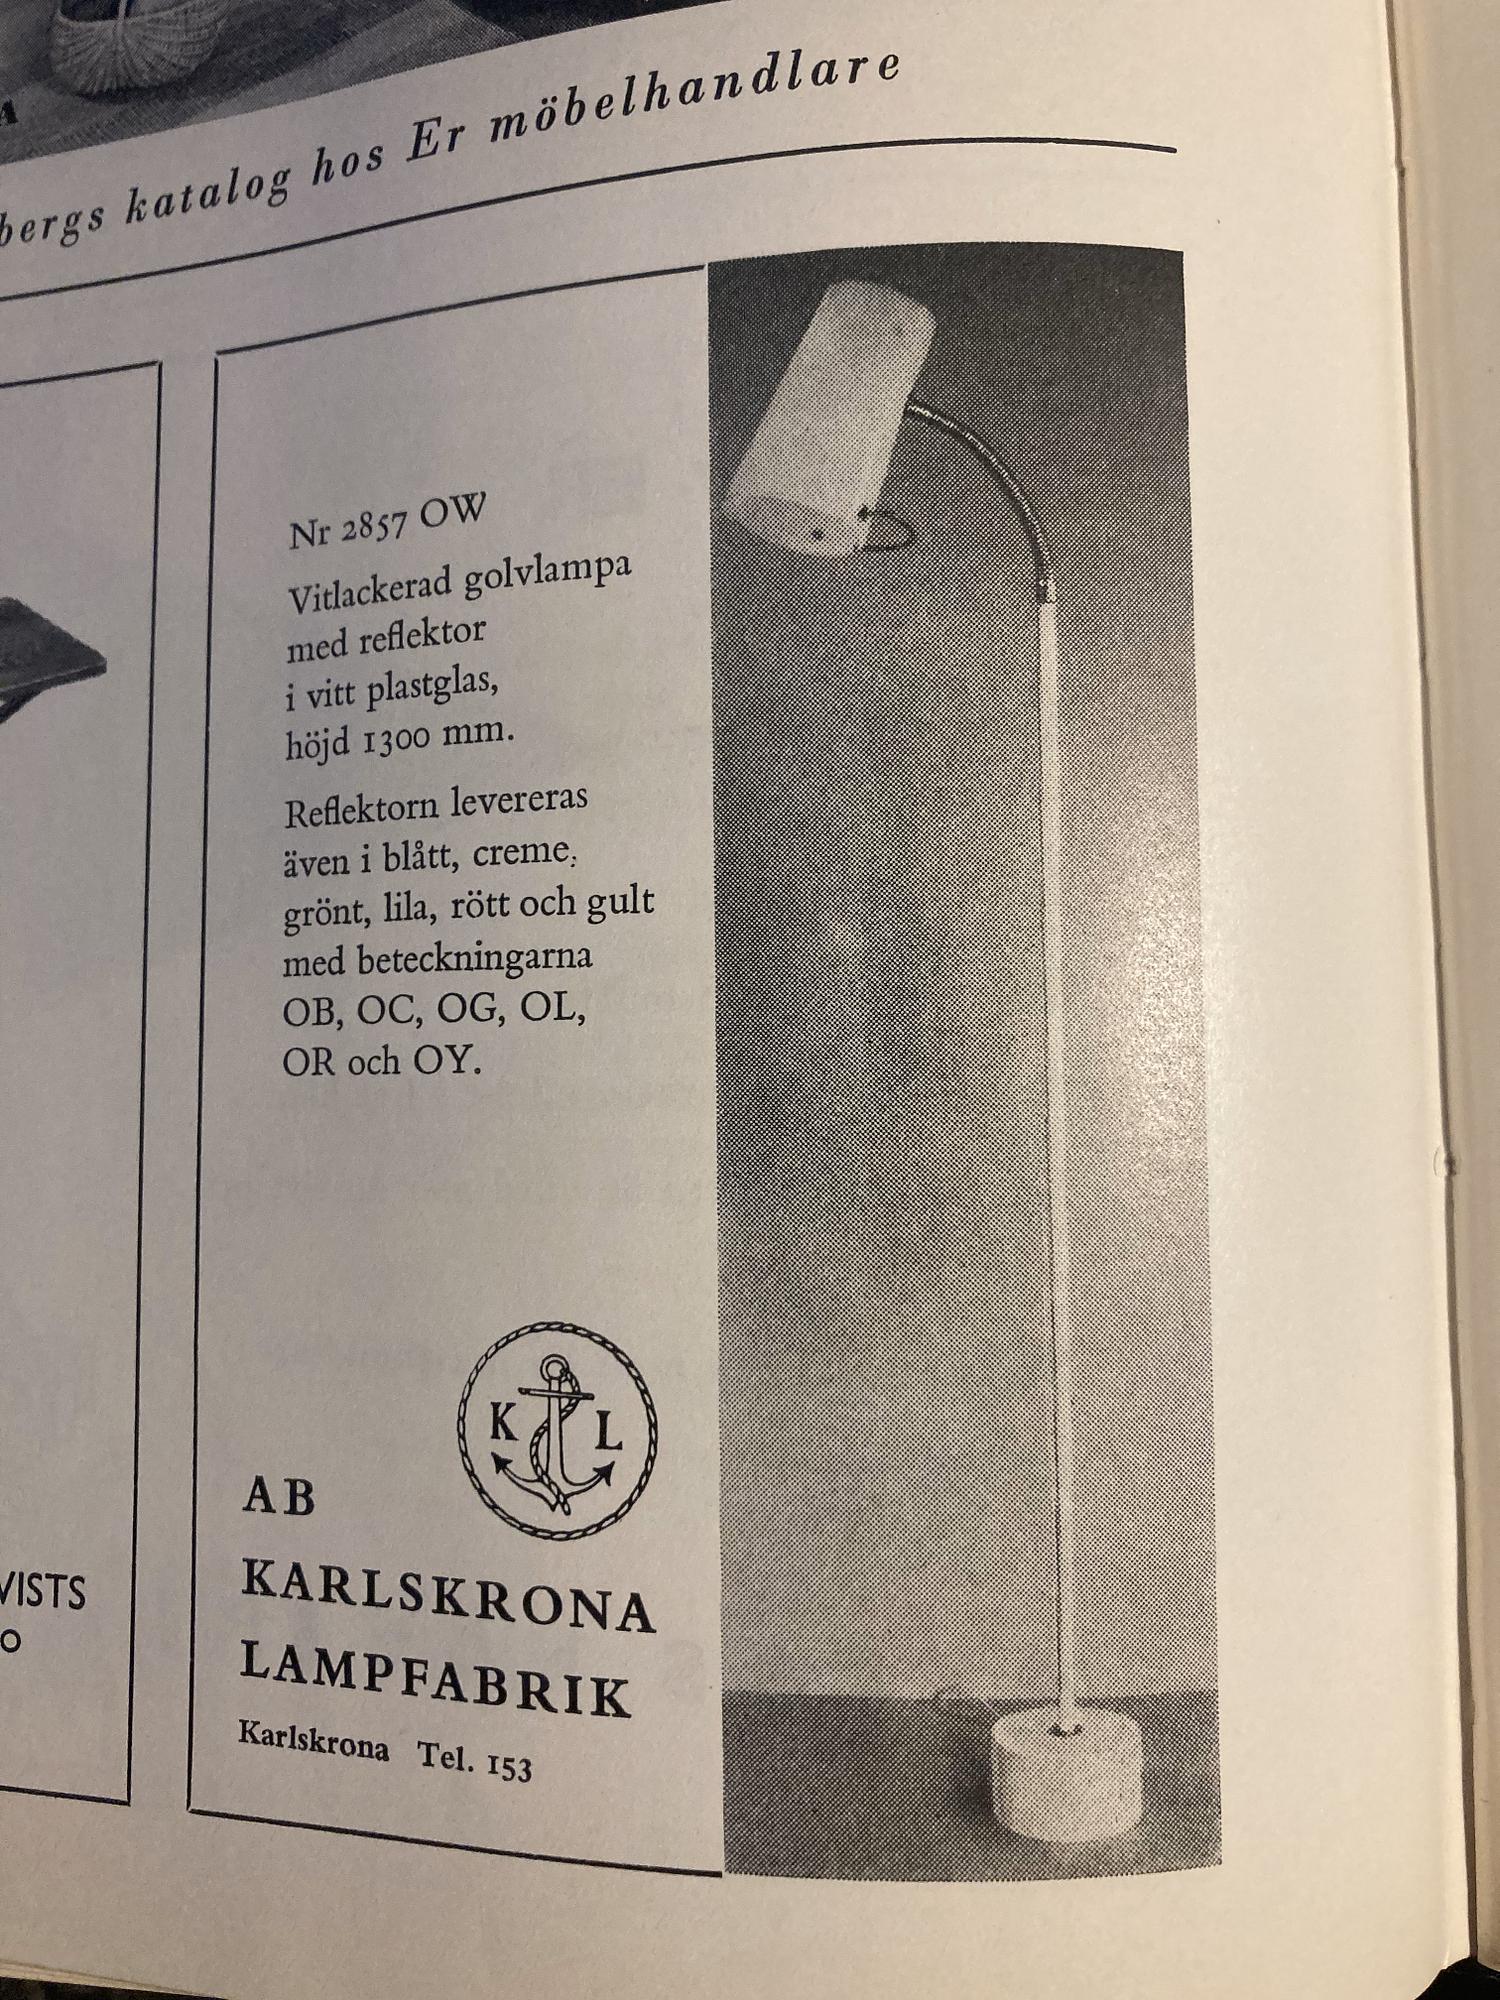 A
bergs katalog hos Er möbelhandlare
VISTS
O
Nr 2857 OW
Vitlackerad golvlampa
med reflektor
i vitt plastglas,
höjd 1300 mm.
Reflektorn levereras
även i blått, creme,
grönt, lila, rött och gult
med beteckningarna
OB, OC, OG, OL,
OR och OY.
K L
AB
KARLSKRONA
LAMPFABRIK
Karlskrona Tel. 153